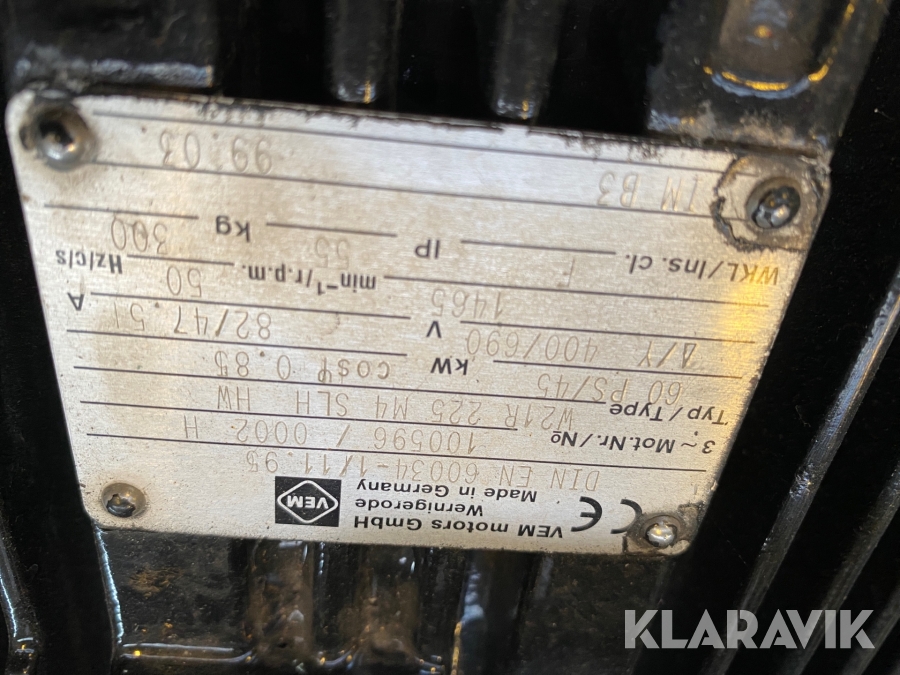 VEM motors GmbH
Wernigerode
Made in Germany
VEM
CE
DIN EN 60034-1/11.95
3~Mot.Nr./№ 100596 / 0002 H
Typ/Type W21R 225 M4 SLH HW
60 PS/45 kW cosφ 0.85
Δ/Y 400/690 V 82/47.51 A
1465 min⁻¹/r.p.m. 50 Hz/c/s
WKL/Ins. cl. F IP 55 300 kg
IM B3 99.03
KLARAVIK